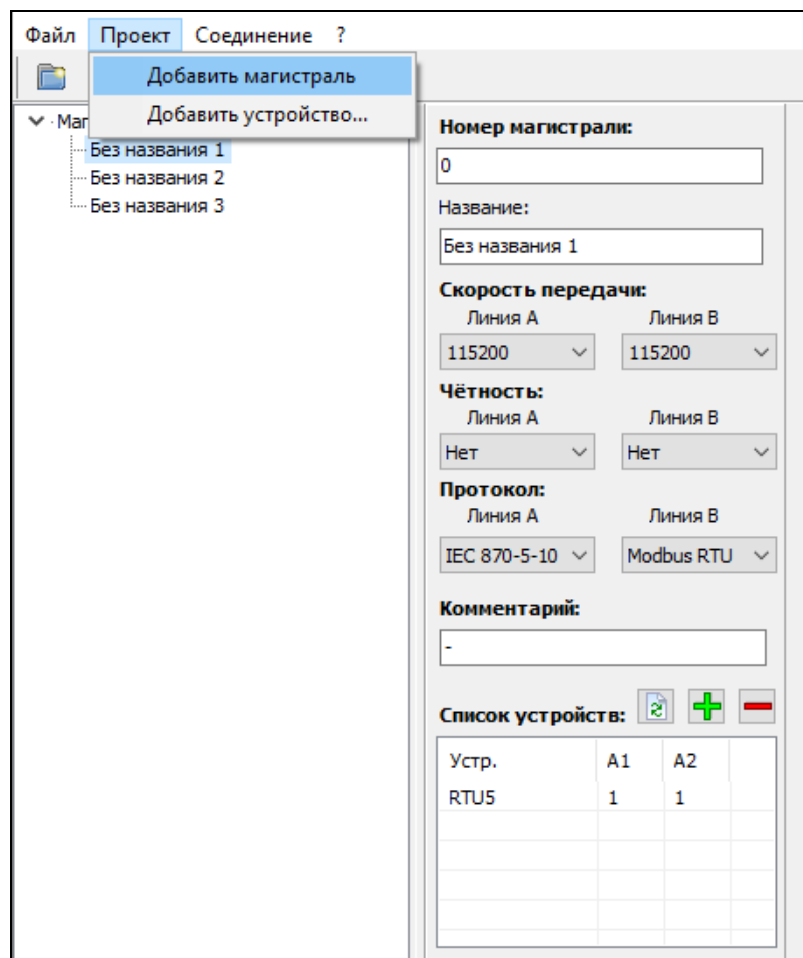 Файл Проект Соединение ?
Добавить магистраль
Добавить устройство...
Маг
Без названия 1
Без названия 2
Без названия 3
Номер магистрали:
0
Название:
Без названия 1
Скорость передачи:
Линия А Линия В
115200 115200
Чётность:
Линия А Линия В
Нет Нет
Протокол:
Линия А Линия В
IEC 870-5-10 Modbus RTU
Комментарий:
-
Список устройств:
Устр. A1 A2
RTU5 1 1